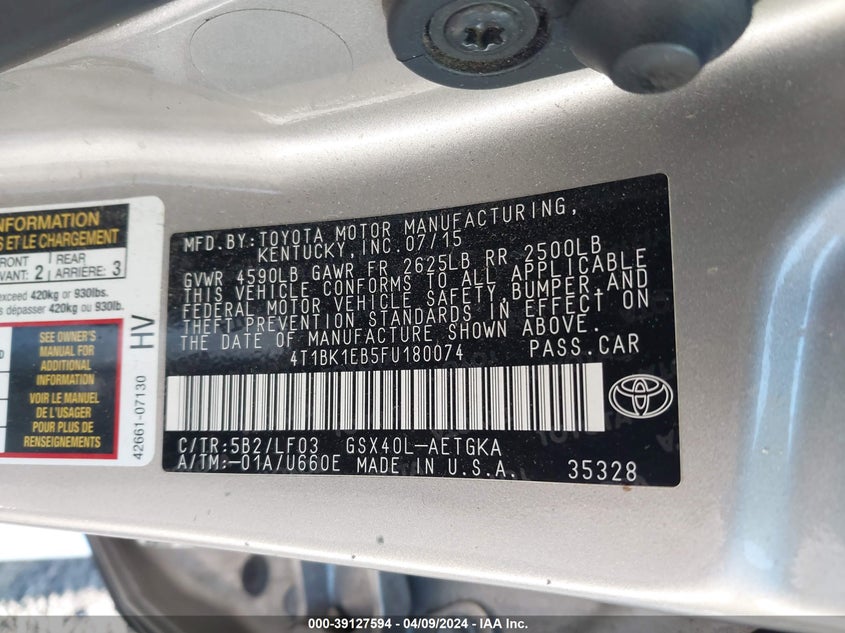 INFORMATION
S ET LE CHARGEMENT
FRONT
VANT: 2
REAR
ARRIÈRE: 3
exceed 420kg or 930lbs.
s dépasser 420kg ou 930lb.
SEE OWNER'S
MANUAL FOR
ADDITIONAL
INFORMATION
VOIR LE MANUEL
DE L'USAGER
POUR PLUS DE
RENSEIGNEMENTS
HV
42661-07130
MFD. BY: TOYOTA MOTOR MANUFACTURING,
KENTUCKY, INC. 07/15
GVWR 4590LB GAWR FR 2625LB RR 2500LB
THIS VEHICLE CONFORMS TO ALL APPLICABLE
FEDERAL MOTOR VEHICLE SAFETY, BUMPER, AND
THEFT PREVENTION STANDARDS IN EFFECT ON
THE DATE OF MANUFACTURE SHOWN ABOVE.
4T1BK1EB5FU180074 PASS. CAR
C/TR:5B2/LF03 GSX40L-AETGKA
A/TM:-01A/U660E MADE IN U.S.A. 35328
000-39127594 - 04/09/2024 - IAA Inc.